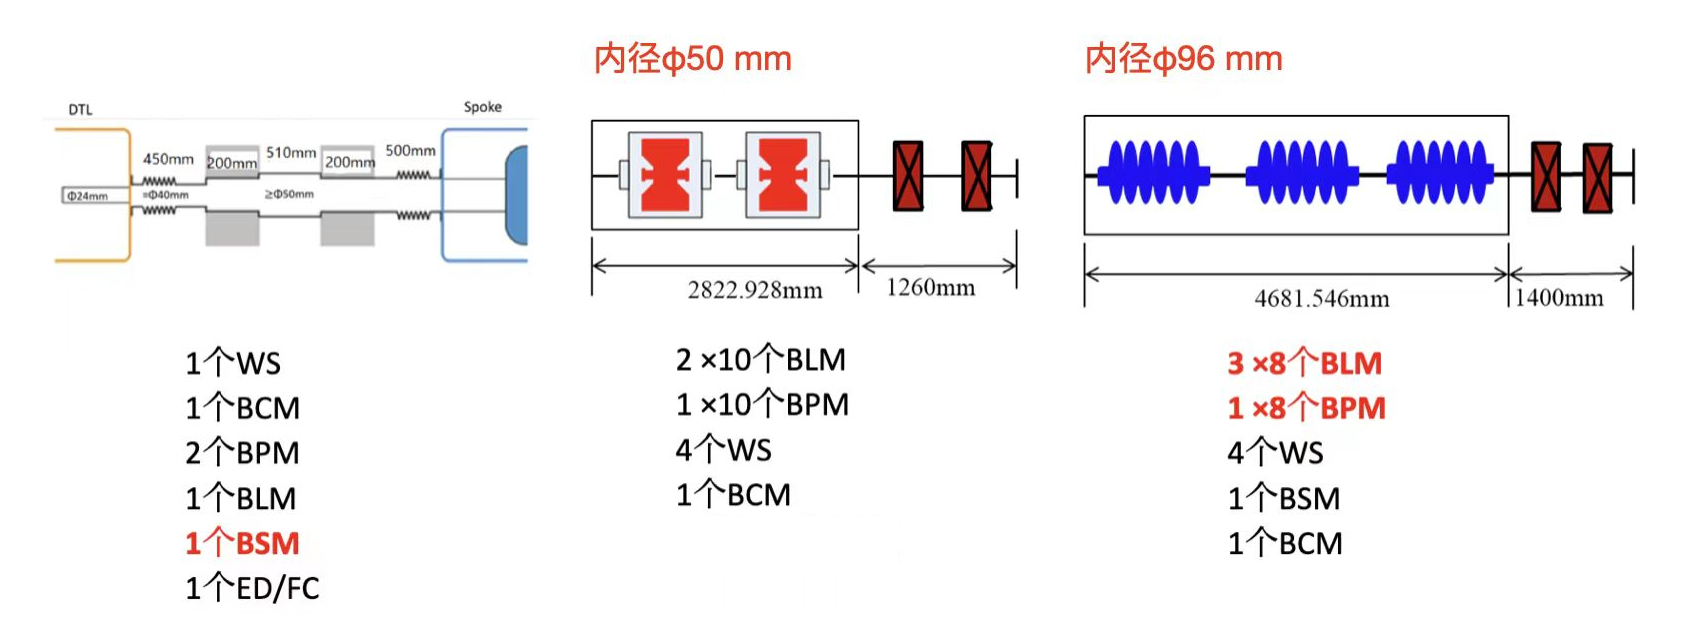 DTL
Spoke
450mm
200mm
510mm
200mm
500mm
Φ24mm
=Φ40mm
≥Φ50mm
1个WS
1个BCM
2个BPM
1个BLM
1个BSM
1个ED/FC
内径ϕ50 mm
2822.928mm
1260mm
2 ×10个BLM
1 ×10个BPM
4个WS
1个BCM
内径ϕ96 mm
4681.546mm
1400mm
3 ×8个BLM
1 ×8个BPM
4个WS
1个BSM
1个BCM